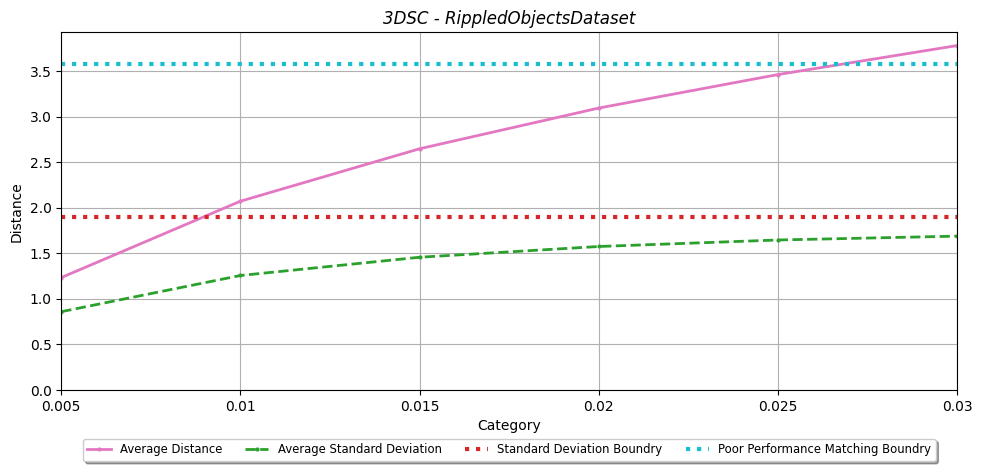 3DSC - RippledObjectsDataset
3.5
3.0
2.5
2.0
1.5
1.0
0.5
0.0
Distance
0.005 0.01 0.015 0.02 0.025 0.03
Category
Average Distance Average Standard Deviation Standard Deviation Boundry Poor Performance Matching Boundry